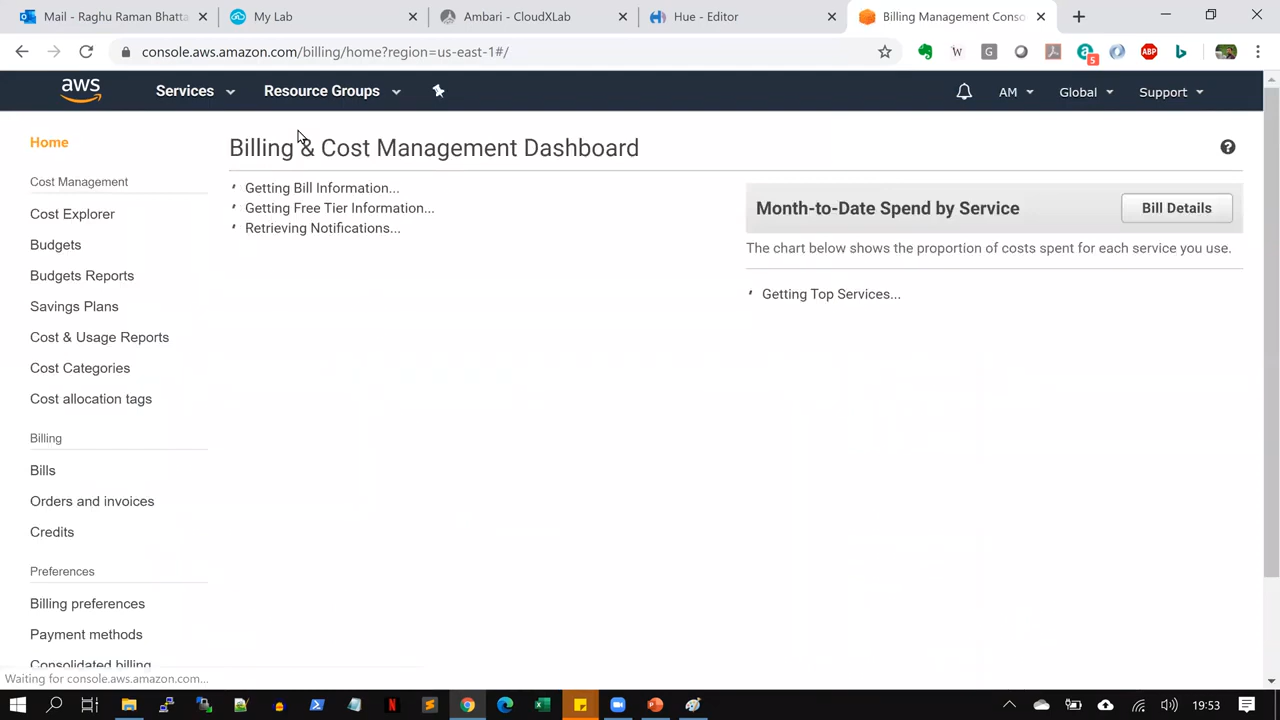 Mail - Raghu Raman Bhatta
My Lab
Ambari - CloudXLab
Hue - Editor
Billing Management Conso
console.aws.amazon.com/billing/home?region=us-east-1#/
W
G
a
5
ABP
aws
Services
Resource Groups
AM
Global
Support
Home
Billing & Cost Management Dashboard
Cost Management
Getting Bill Information...
Getting Free Tier Information...
Retrieving Notifications...
Month-to-Date Spend by Service
Bill Details
The chart below shows the proportion of costs spent for each service you use.
Getting Top Services...
Cost Explorer
Budgets
Budgets Reports
Savings Plans
Cost & Usage Reports
Cost Categories
Cost allocation tags
Billing
Bills
Orders and invoices
Credits
Preferences
Billing preferences
Payment methods
Consolidated billing
Waiting for console.aws.amazon.com...
19:53